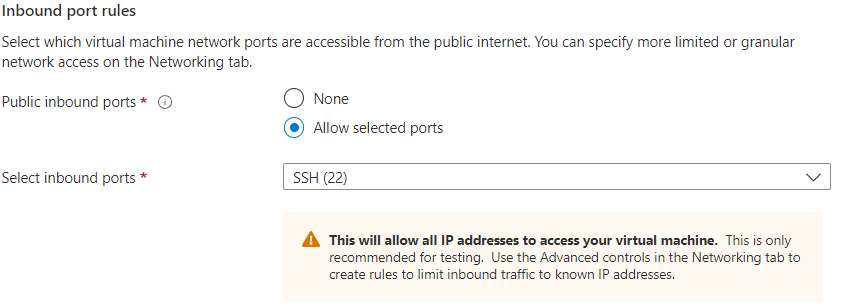 Inbound port rules
Select which virtual machine network ports are accessible from the public internet. You can specify more limited or granular
network access on the Networking tab.
Public inbound ports *
None
Allow selected ports
Select inbound ports *
SSH (22)
This will allow all IP addresses to access your virtual machine. This is only
recommended for testing. Use the Advanced controls in the Networking tab to
create rules to limit inbound traffic to known IP addresses.